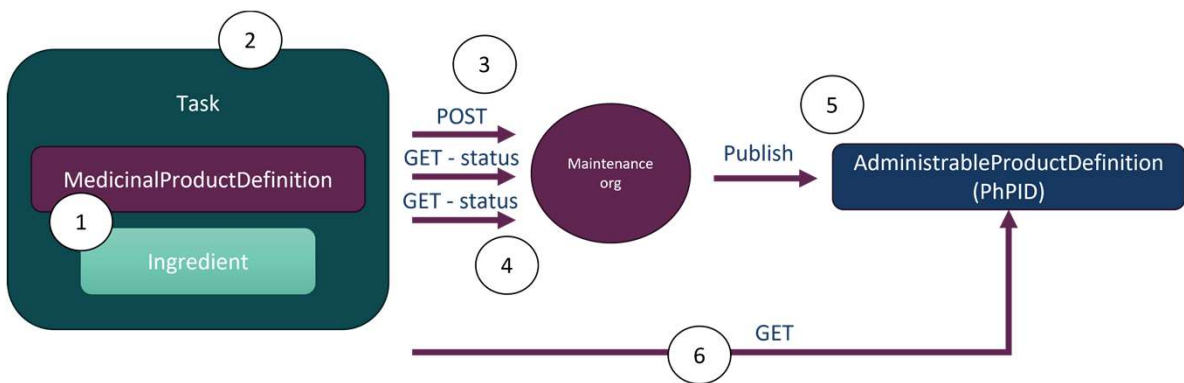 2
Task
MedicinalProductDefinition
1
Ingredient
3
POST
GET - status
GET - status
4
Maintenance
org
Publish
5
AdministrableProductDefinition
(PhPID)
6
GET